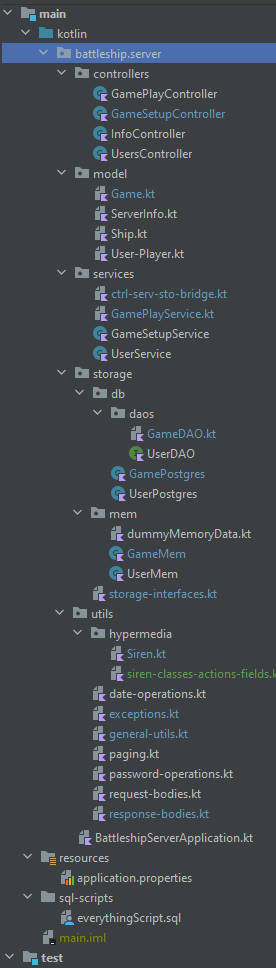 main
kotlin
battleship.server
controllers
GamePlayController
GameSetupController
InfoController
UsersController
model
Game.kt
ServerInfo.kt
Ship.kt
User-Player.kt
services
ctrl-serv-sto-bridge.kt
GamePlayService.kt
GameSetupService
UserService
storage
db
daos
GameDAO.kt
UserDAO
GamePostgres
UserPostgres
mem
dummyMemoryData.kt
GameMem
UserMem
storage-interfaces.kt
utils
hypermedia
Siren.kt
siren-classes-actions-fields.k
date-operations.kt
exceptions.kt
general-utils.kt
paging.kt
password-operations.kt
request-bodies.kt
response-bodies.kt
BattleshipServerApplication.kt
resources
application.properties
sql-scripts
everythingScript.sql
main.iml
test